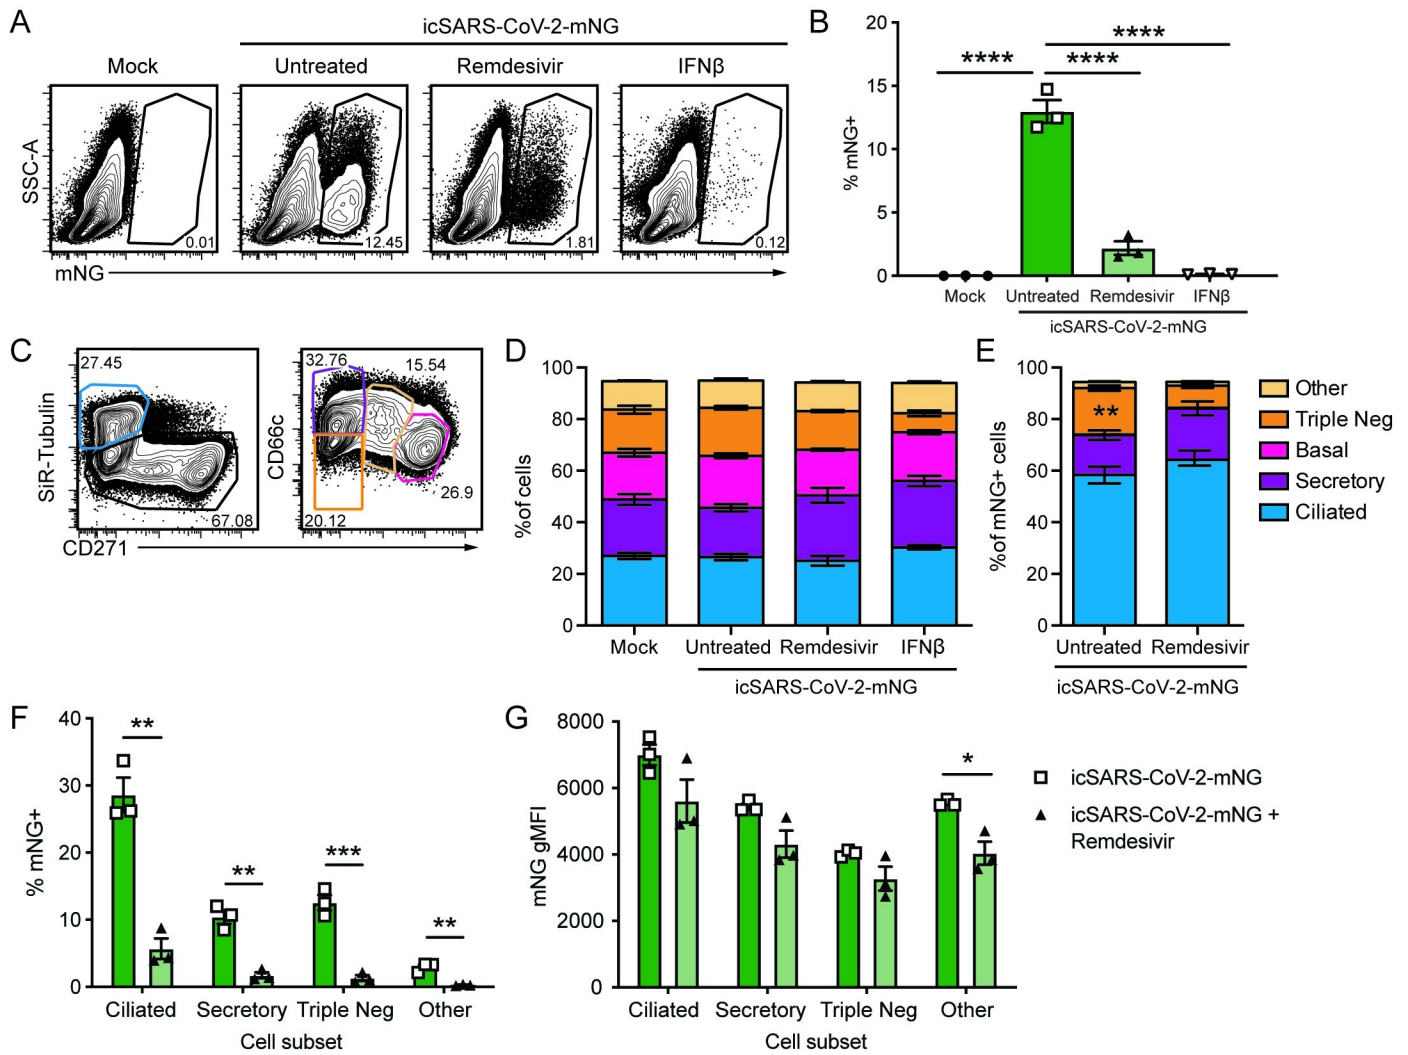 A
icSARS-CoV-2-mNG
Mock
Untreated
Remdesivir
IFNβ
SSC-A
0.01
12.45
1.81
0.12
mNG
B
20
15
10
5
0
% mNG+
****
****
****
Mock
Untreated
Remdesivir
IFNβ
icSARS-CoV-2-mNG
C
27.45
67.08
SiR-Tubulin
CD271
32.76
15.54
26.9
20.12
CD66c
D
100
80
60
40
20
0
%of cells
Mock
Untreated
Remdesivir
IFNβ
icSARS-CoV-2-mNG
E
100
80
60
40
20
0
%of mNG+ cells
**
Untreated
Remdesivir
icSARS-CoV-2-mNG
Other
Triple Neg
Basal
Secretory
Ciliated
F
40
30
20
10
0
% mNG+
**
**
***
**
Ciliated
Secretory
Triple Neg
Other
Cell subset
G
8000
6000
4000
2000
0
mNG gMFI
*
Ciliated
Secretory
Triple Neg
Other
Cell subset
icSARS-CoV-2-mNG
icSARS-CoV-2-mNG +
Remdesivir